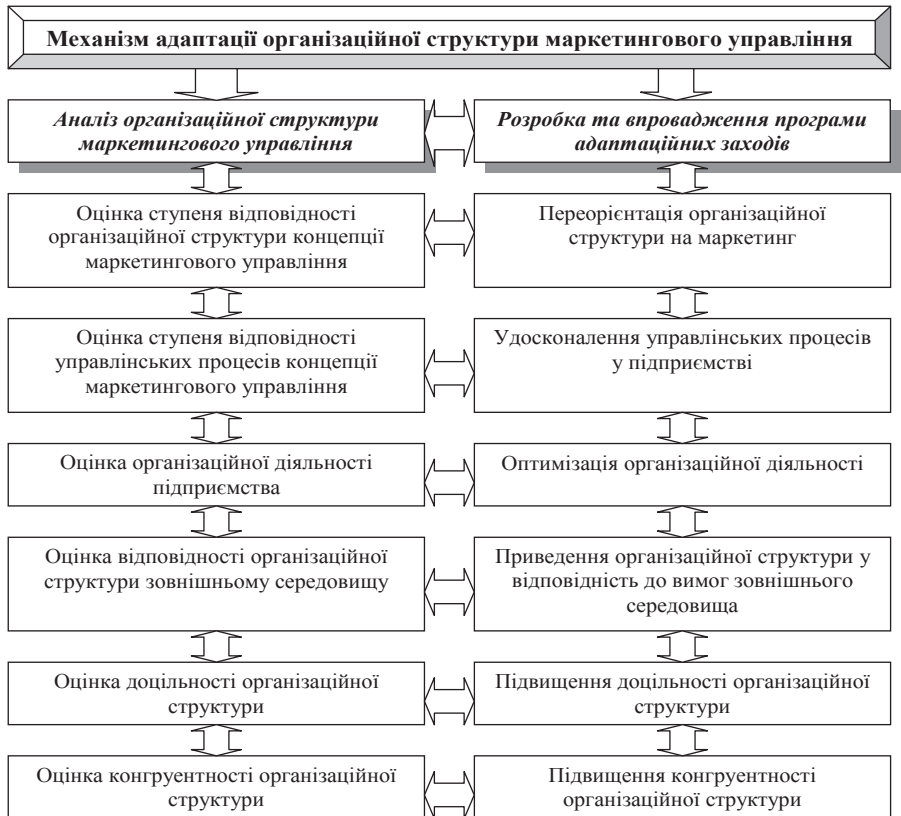 Механізм адаптації організаційної структури маркетингового управління
Аналіз організаційної структури
маркетингового управління
Розробка та впровадження програми
адаптаційних заходів
Оцінка ступеня відповідності
організаційної структури концепції
маркетингового управління
Переорієнтація організаційної
структури на маркетинг
Оцінка ступеня відповідності
управлінських процесів концепції
маркетингового управління
Удосконалення управлінських процесів
у підприємстві
Оцінка організаційної діяльності
підприємства
Оптимізація організаційної діяльності
Оцінка відповідності організаційної
структури зовнішньому середовищу
Приведення організаційної структури у
відповідність до вимог зовнішнього
середовища
Оцінка доцільності організаційної
структури
Підвищення доцільності організаційної
структури
Оцінка конгруентності організаційної
структури
Підвищення конгруентності
організаційної структури